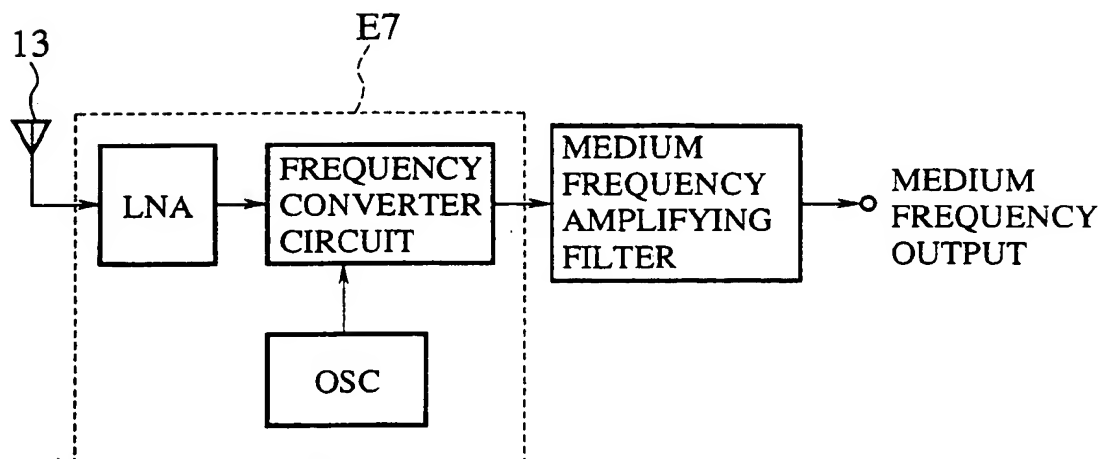 E7
13
LNA
FREQUENCY
CONVERTER
CIRCUIT
MEDIUM
FREQUENCY
AMPLIFYING
FILTER
MEDIUM
FREQUENCY
OUTPUT
OSC